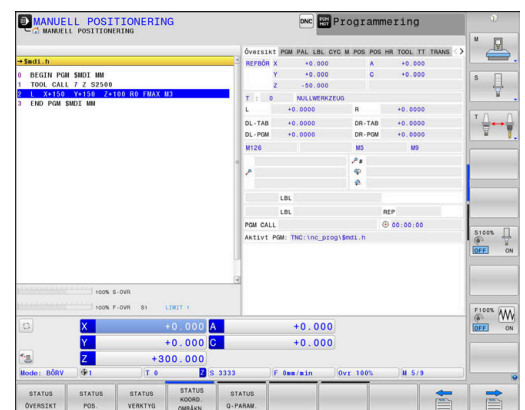 MANUELL POSITIONERING
MANUELL POSITIONERING
DNC
Programmering
→$mdi.h
0 BEGIN PGM $MDI MM
1 TOOL CALL 7 Z S2500
2 L X+150 Y+150 Z+100 R0 FMAX M3
3 END PGM $MDI MM
Översikt PGM PAL LBL CYC M POS POS HR TOOL TT TRANS
REFBÖR X +0.000 A +0.000
Y +0.000 C +0.000
Z -50.000
T : 0 NULLWERKZEUG
L +0.0000 R +0.0000
DL-TAB +0.0000 DR-TAB +0.0000
DL-PGM +0.0000 DR-PGM +0.0000
M126 M5 M9
LBL
LBL REP
PGM CALL 00:00:00
Aktivt PGM: TNC:\nc_prog\$mdi.h
100% S-OVR
100% F-OVR S1 LIMIT 1
X +0.000 A +0.000
Y +0.000 C +0.000
Z +300.000
Mode: BÖRV 1 T 0 Z S 3333 F 0mm/min Ovr 100% M 5/9
STATUS ÖVERSIKT
STATUS POS.
STATUS VERKTYG
STATUS KOORD. OMRÄKN.
STATUS Q-PARAM.
M
S
T
S100%
OFF ON
F100%
OFF ON